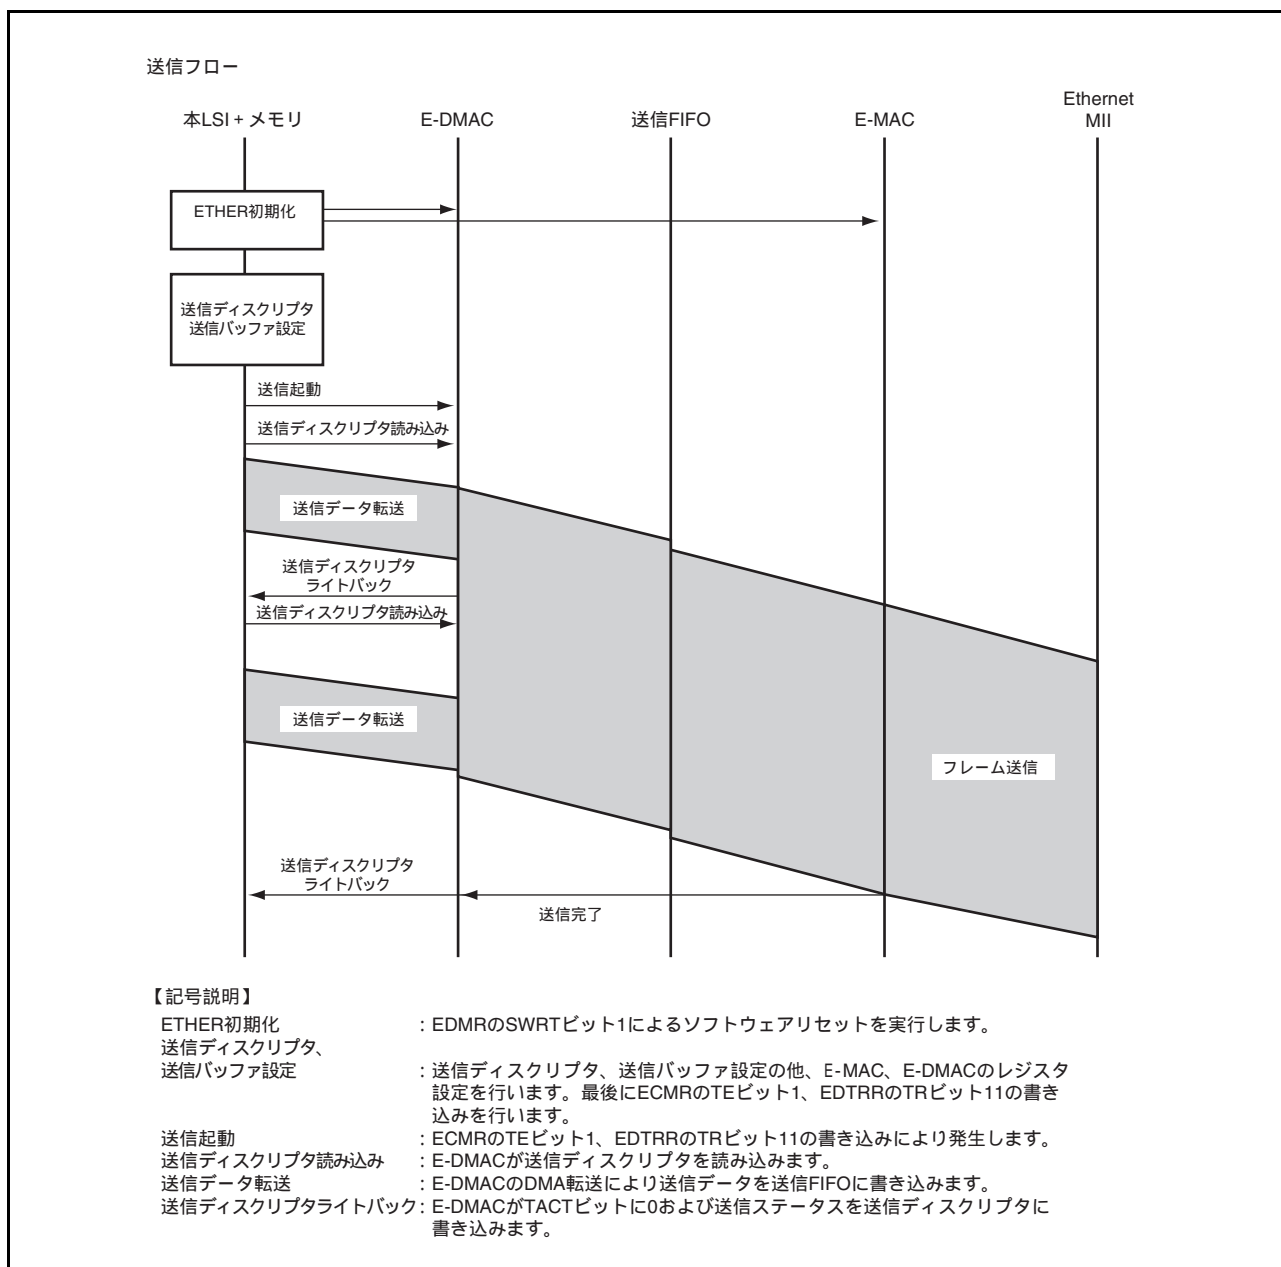 送信フロー
本LSI + メモリ
E-DMAC
送信FIFO
E-MAC
Ethernet
MII
ETHER初期化
送信ディスクリプタ
送信バッファ設定
送信起動
送信ディスクリプタ読み込み
送信データ転送
送信ディスクリプタ
ライトバック
送信ディスクリプタ読み込み
送信データ転送
フレーム送信
送信ディスクリプタ
ライトバック
送信完了
【記号説明】
ETHER初期化 : EDMRのSWRTビット1によるソフトウェアリセットを実行します。
送信ディスクリプタ、
送信バッファ設定 : 送信ディスクリプタ、送信バッファ設定の他、E-MAC、E-DMACのレジスタ
設定を行います。最後にECMRのTEビット1、EDTRRのTRビット11の書き
込みを行います。
送信起動 : ECMRのTEビット1、EDTRRのTRビット11の書き込みにより発生します。
送信ディスクリプタ読み込み : E-DMACが送信ディスクリプタを読み込みます。
送信データ転送 : E-DMACのDMA転送により送信データを送信FIFOに書き込みます。
送信ディスクリプタライトバック : E-DMACがTACTビットに0および送信ステータスを送信ディスクリプタに
書き込みます。